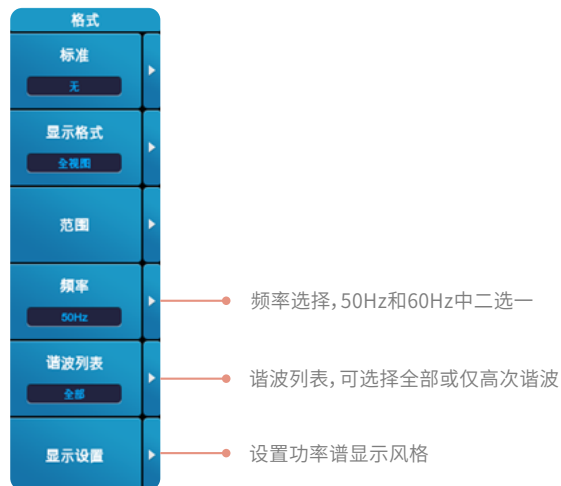 格式
标准
无
显示格式
全视图
范围
频率
50Hz
频率选择，50Hz和60Hz中二选一
谐波列表
全部
谐波列表，可选择全部或仅高次谐波
显示设置
设置功率谱显示风格